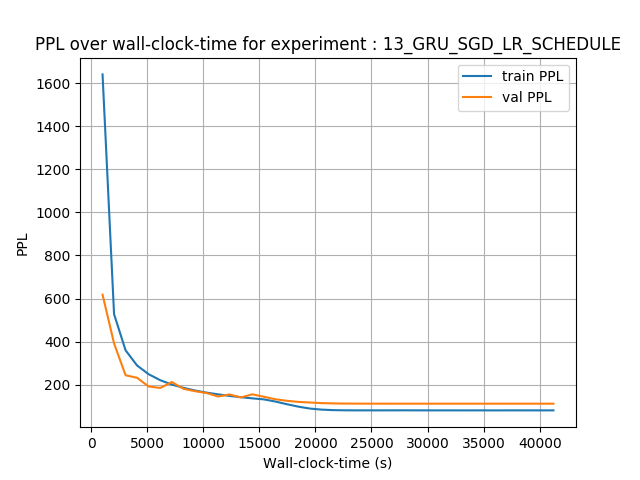 PPL over wall-clock-time for experiment : 13_GRU_SGD_LR_SCHEDULE
train PPL
val PPL
1600
1400
1200
1000
800
600
400
200
PPL
0 5000 10000 15000 20000 25000 30000 35000 40000
Wall-clock-time (s)